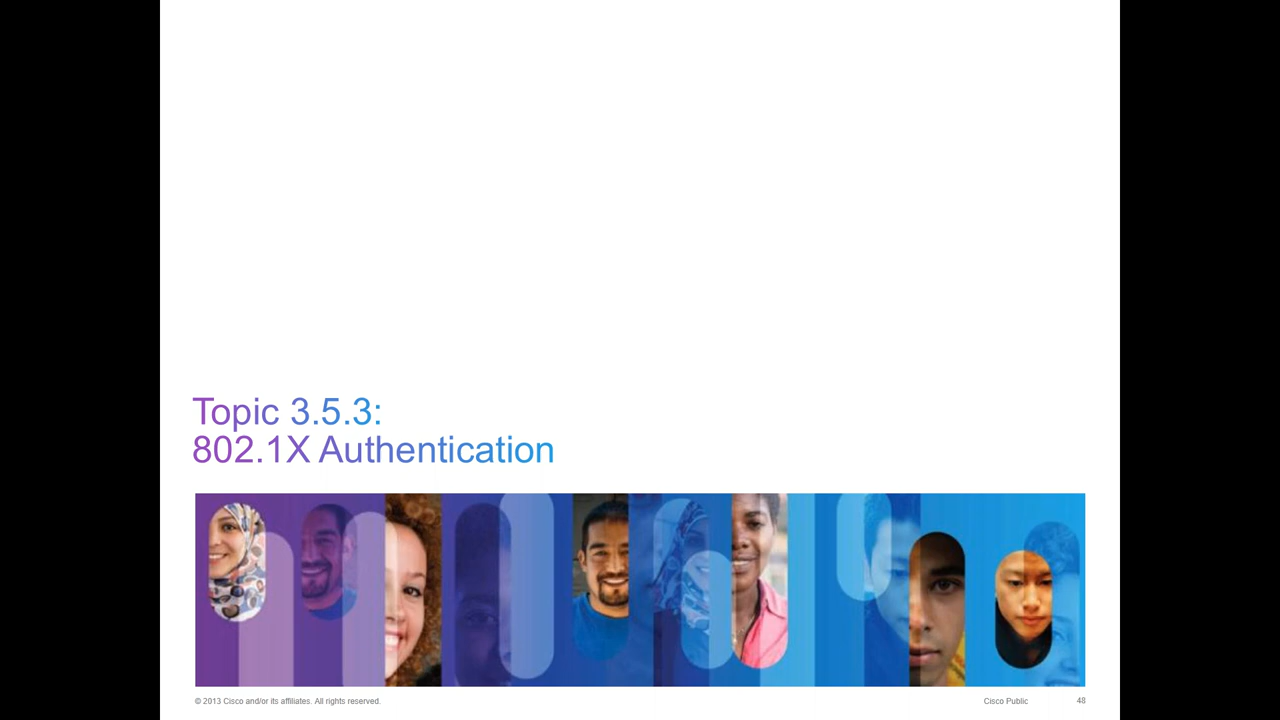 Topic 3.5.3:
802.1X Authentication
© 2013 Cisco and/or its affiliates. All rights reserved.
Cisco Public
48